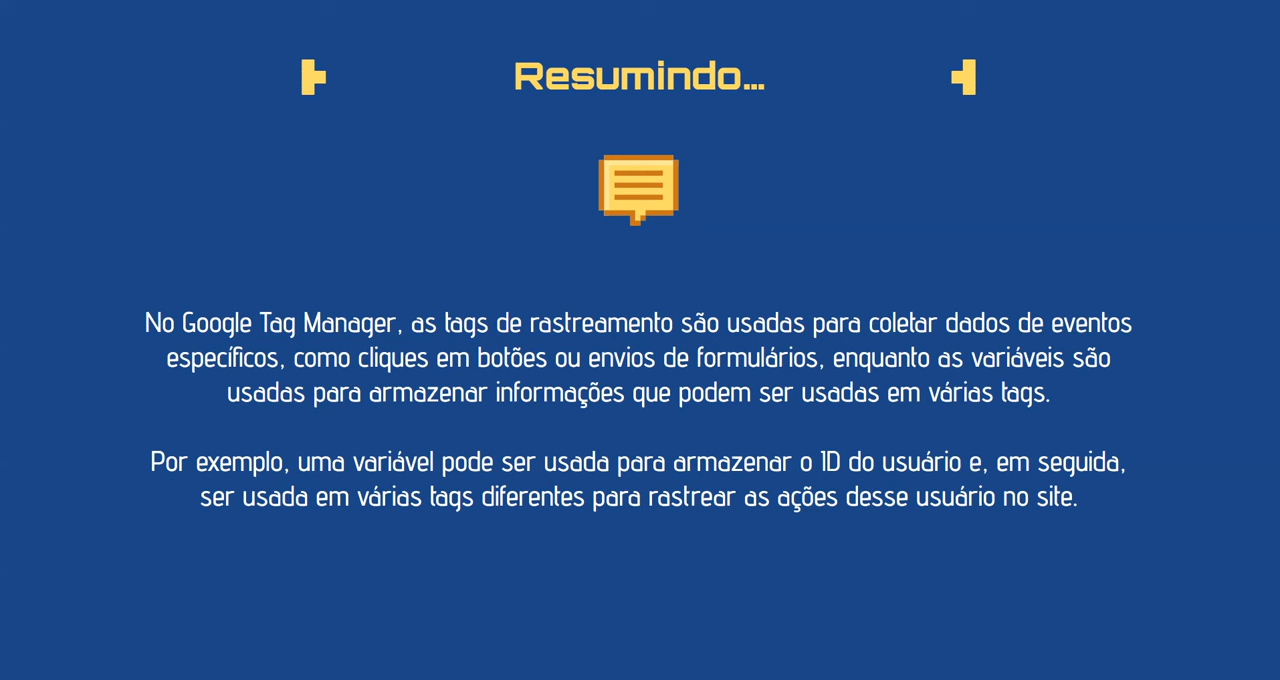 Resumindo...
No Google Tag Manager, as tags de rastreamento são usadas para coletar dados de eventos
específicos, como cliques em botões ou envios de formulários, enquanto as variáveis são
usadas para armazenar informações que podem ser usadas em várias tags.
Por exemplo, uma variável pode ser usada para armazenar o ID do usuário e, em seguida,
ser usada em várias tags diferentes para rastrear as ações desse usuário no site.